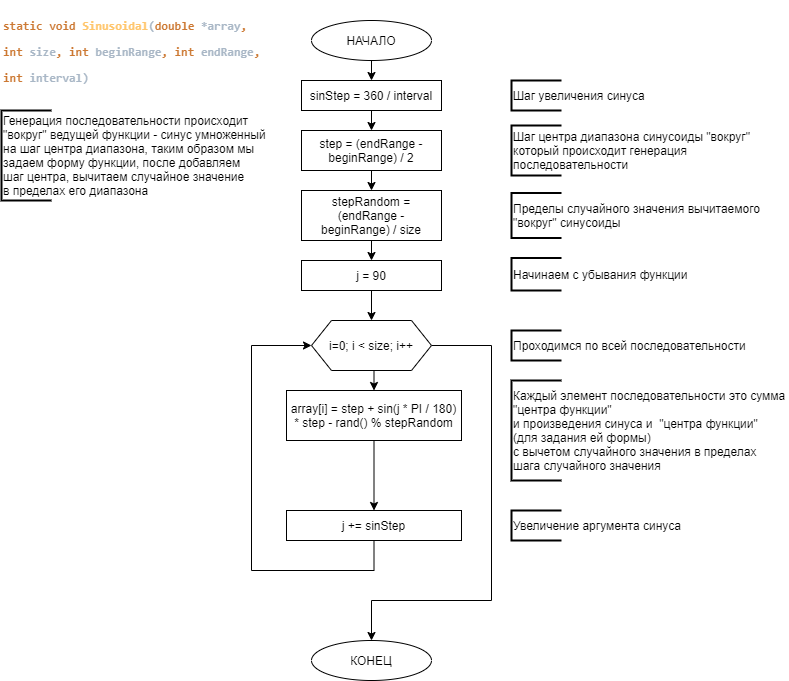 static void Sinusoidal(double *array,
int size, int beginRange, int endRange,
int interval)
Генерация последовательности происходит
"вокруг" ведущей функции - синус умноженный
на шаг центра диапазона, таким образом мы
задаем форму функции, после добавляем
шаг центра, вычитаем случайное значение
в пределах его диапазона
НАЧАЛО
sinStep = 360 / interval
Шаг увеличения синуса
step = (endRange -
beginRange) / 2
Шаг центра диапазона синусоиды "вокруг"
который происходит генерация
последовательности
stepRandom =
(endRange -
beginRange) / size
Пределы случайного значения вычитаемого
"вокруг" синусоиды
j = 90
Начинаем с убывания функции
i=0; i < size; i++
Проходимся по всей последовательности
array[i] = step + sin(j * PI / 180)
* step - rand() % stepRandom
Каждый элемент последовательности это сумма
"центра функции"
и произведения синуса и "центра функции"
(для задания ей формы)
с вычетом случайного значения в пределах
шага случайного значения
j += sinStep
Увеличение аргумента синуса
КОНЕЦ